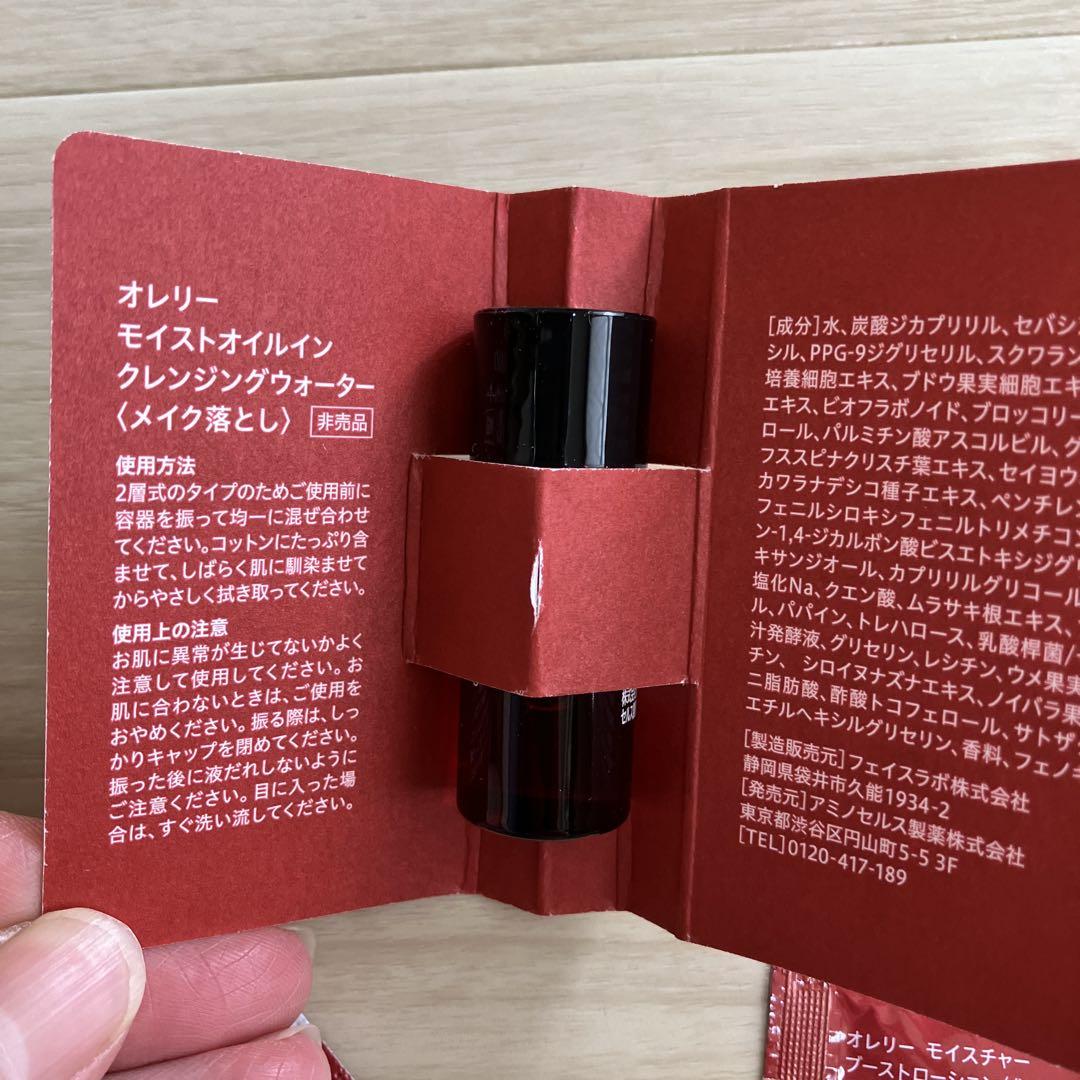 オレリー
モイストオイルイン
クレンジングウォーター
〈メイク落とし〉 非売品
使用方法
2層式のタイプのためご使用前に
容器を振って均一に混ぜ合わせ
てください。コットンにたっぷり含
ませて、しばらく肌に馴染ませて
からやさしく拭き取ってください。
使用上の注意
お肌に異常が生じてないかよく
注意して使用してください。お
肌に合わないときは、ご使用を
おやめください。振る際は、しっ
かりキャップを閉めてください。
振った後に液だれしないように
ご注意ください。目に入った場
合は、すぐ洗い流してください。
株式
セルス
[成分]水、炭酸ジカプリリル、セバシ
シル、PPG-9ジグリセリル、スクワラン
培養細胞エキス、ブドウ果実細胞エキ
エキス、ビオフラボノイド、ブロッコリー
ロール、パルミチン酸アスコルビル、グ
フススピナクリスチ葉エキス、セイヨウ
カワラナデシコ種子エキス、ペンチレン
フェニルシロキシフェニルトリメチコン
ン-1,4-ジカルボン酸ビスエトキシジグリ
キサンジオール、カプリリルグリコール
塩化Na、クエン酸、ムラサキ根エキス、
ル、パパイン、トレハロース、乳酸桿菌/
汁発酵液、グリセリン、レシチン、ウメ果実
チン、シロイヌナズナエキス、ノイバラ果
ニ脂肪酸、酢酸トコフェロール、サトザク
エチルヘキシルグリセリン、香料、フェノキ
[製造販売元]フェイスラボ株式会社
静岡県袋井市久能1934-2
[発売元]アミノセルス製薬株式会社
東京都渋谷区円山町5-5 3F
[TEL]0120-417-189
オレリー モイスチャー
ブーストローション